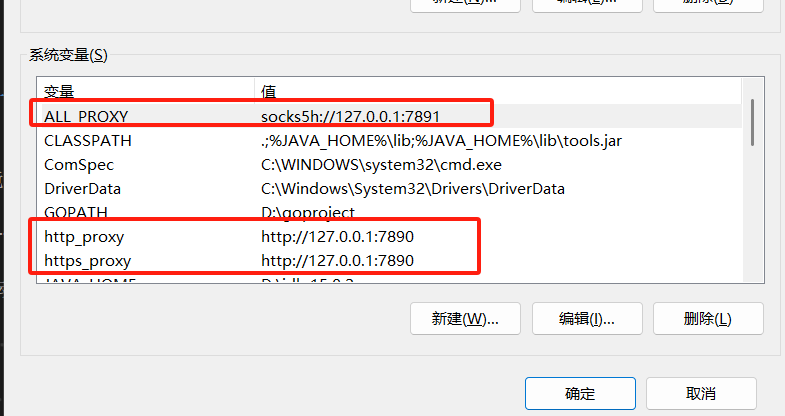 系统变量(S)
变量 值
ALL_PROXY socks5h://127.0.0.1:7891
CLASSPATH .;%JAVA_HOME%\lib;%JAVA_HOME%\lib\tools.jar
ComSpec C:\WINDOWS\system32\cmd.exe
DriverData C:\Windows\System32\Drivers\DriverData
GOPATH D:\goproject
http_proxy http://127.0.0.1:7890
https_proxy http://127.0.0.1:7890
新建(W)... 编辑(I)... 删除(L)
确定 取消